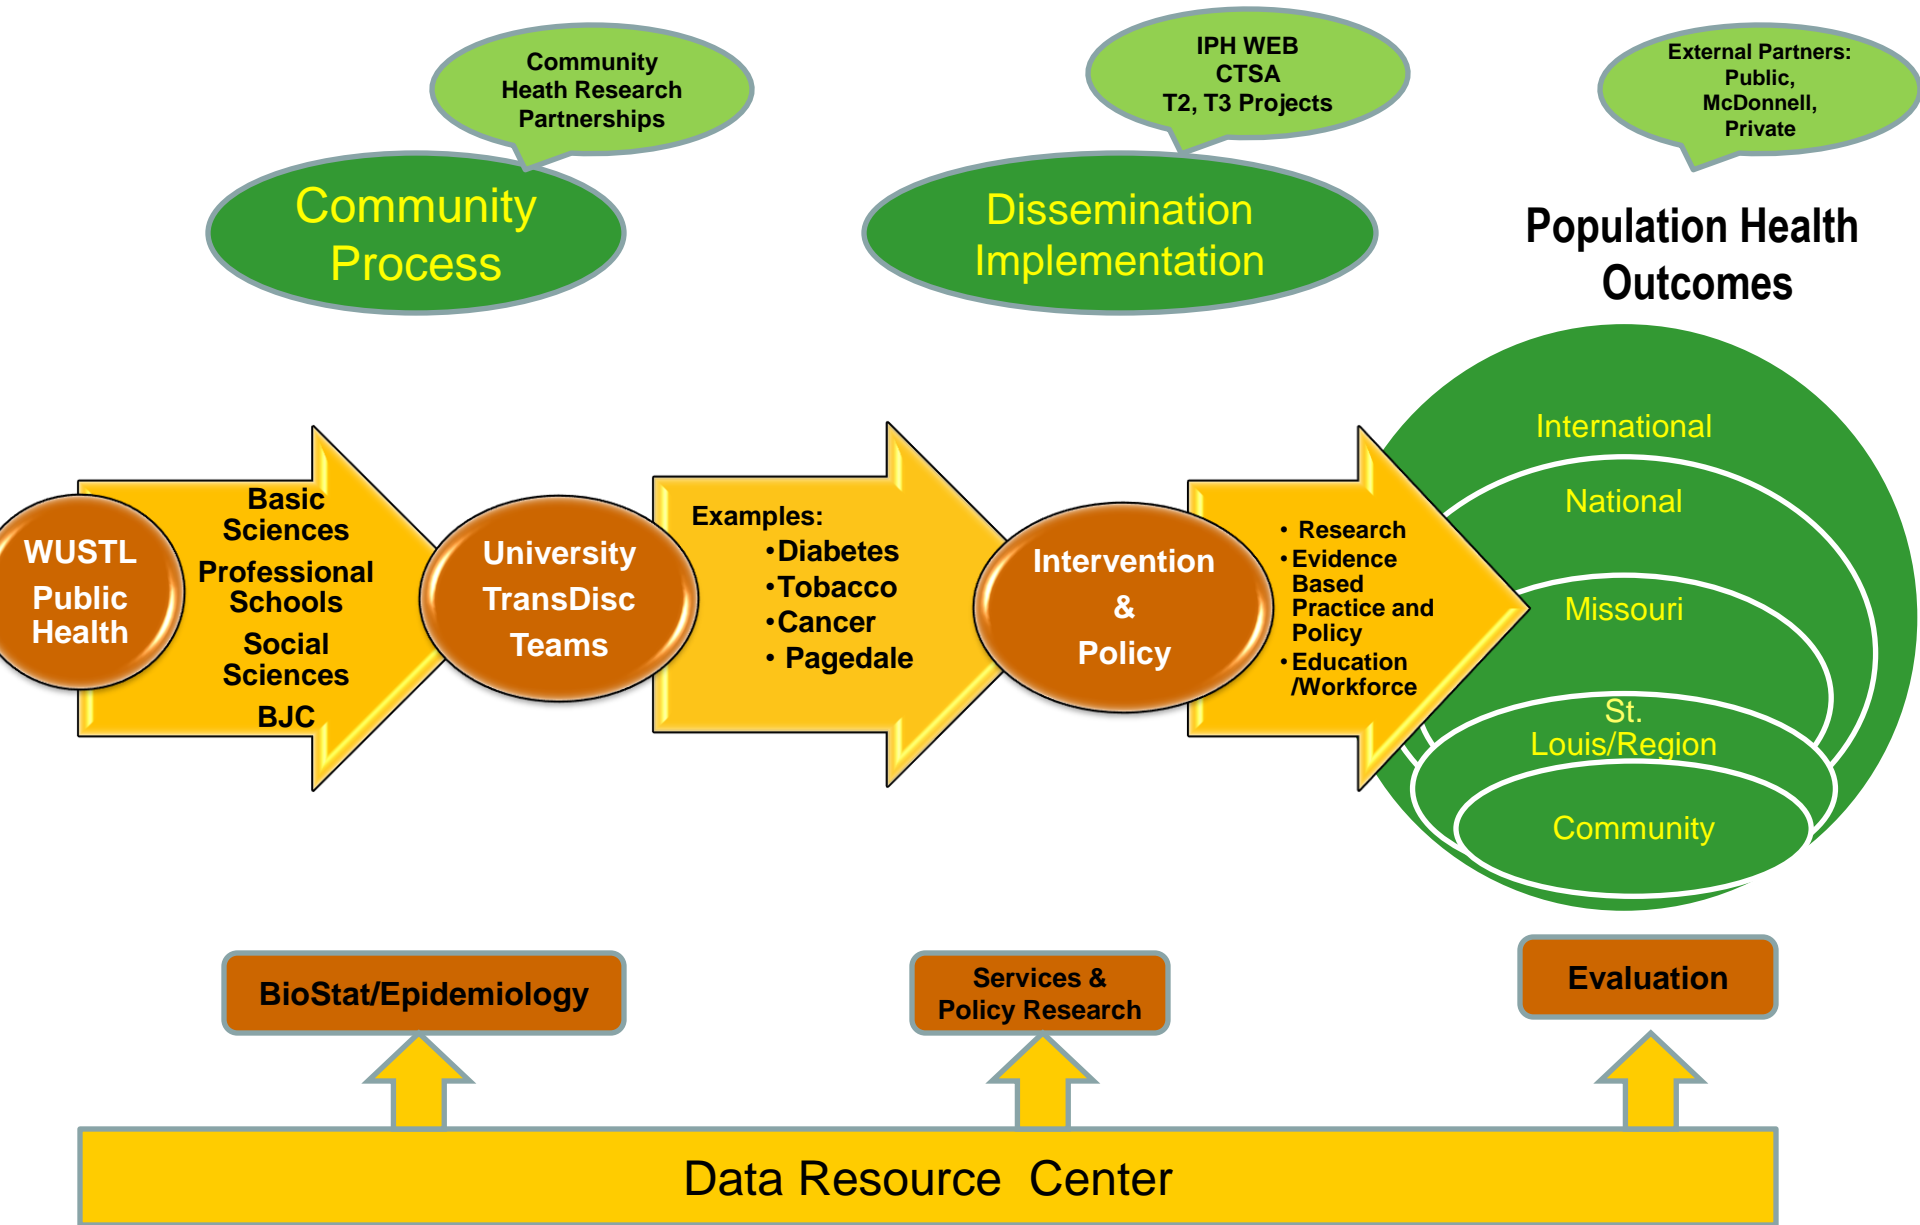 Community
Heath Research
Partnerships
IPH WEB
CTSA
T2, T3 Projects
External Partners:
Public,
McDonnell,
Private
Community
Process
Dissemination
Implementation
Population Health
Outcomes
WUSTL
Public
Health
Basic
Sciences
Professional
Schools
Social
Sciences
BJC
University
TransDisc
Teams
Examples:
•Diabetes
•Tobacco
•Cancer
• Pagedale
Intervention
&
Policy
• Research
• Evidence
Based
Practice and
Policy
• Education
/Workforce
International
National
Missouri
St.
Louis/Region
Community
BioStat/Epidemiology
Services &
Policy Research
Evaluation
Data Resource Center